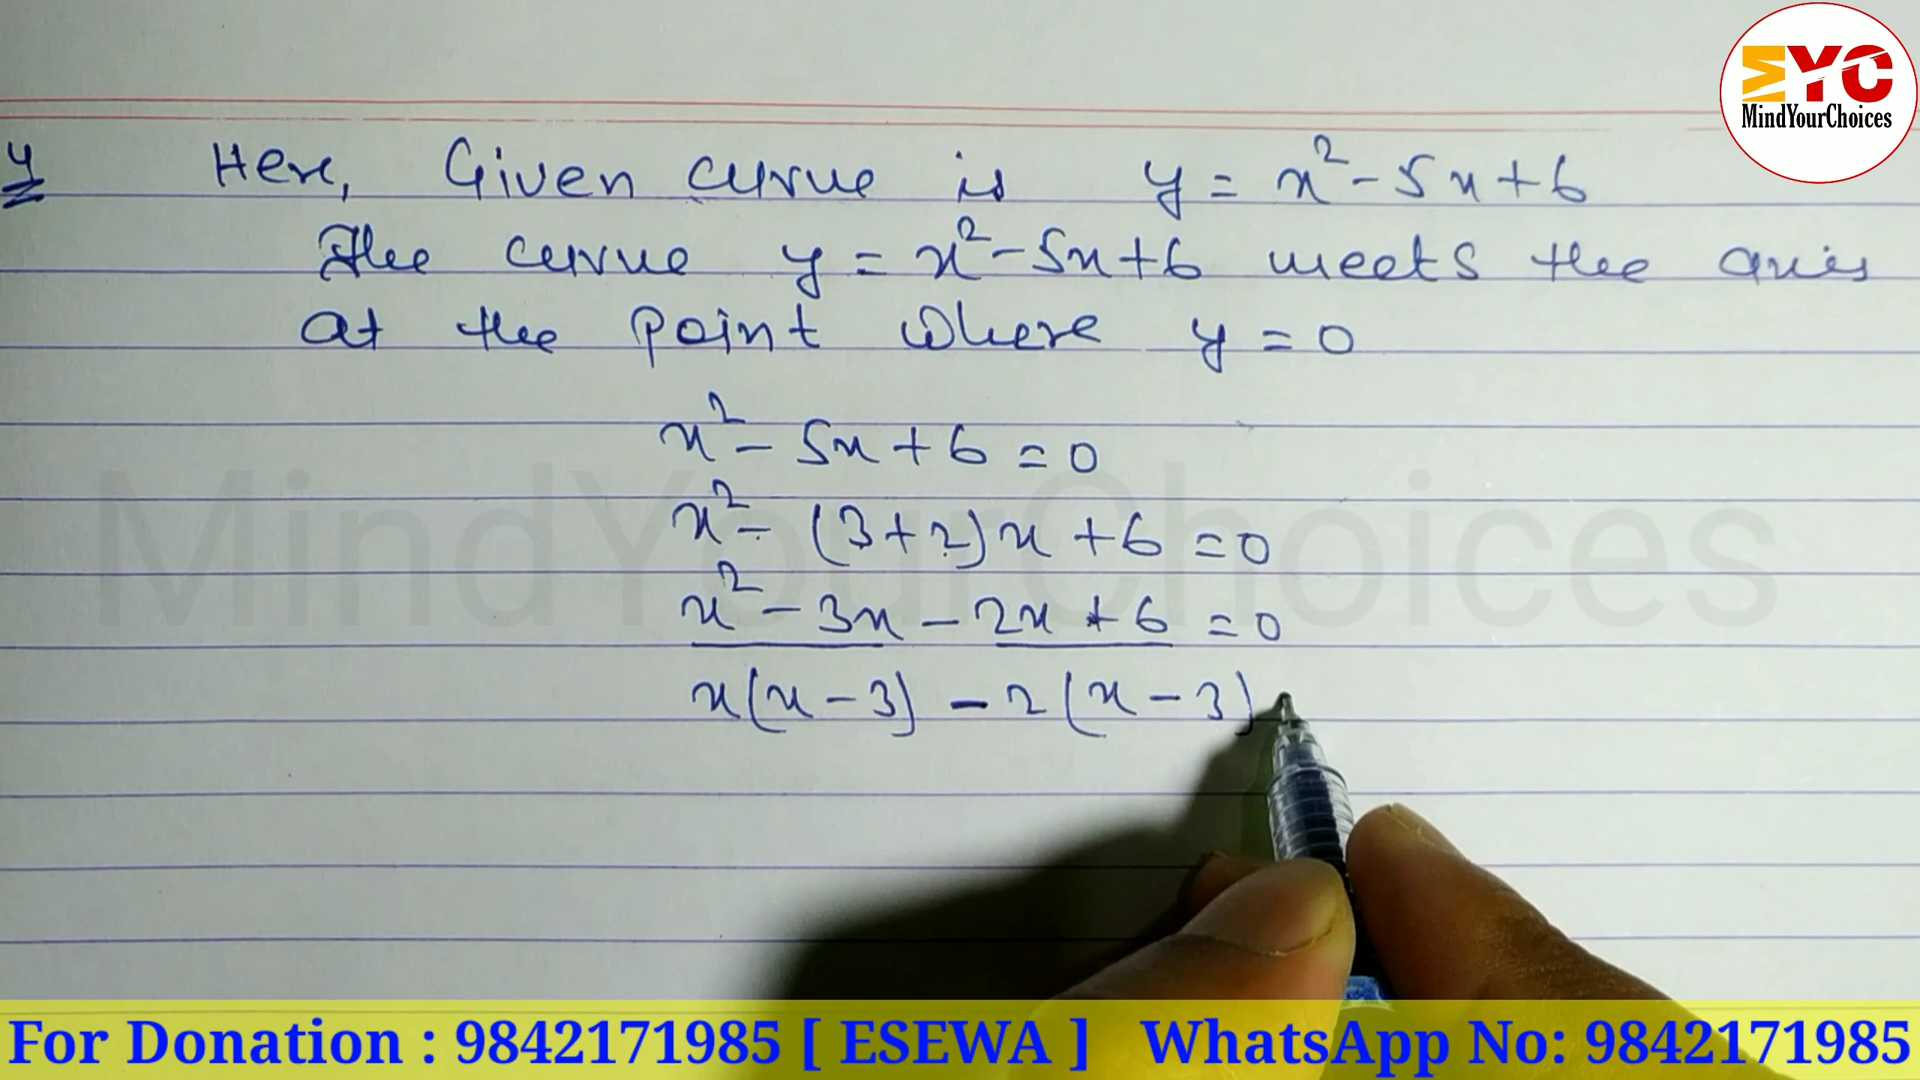 MYC
MindYourChoices
4 Here, Given curve is y = x² - 5x + 6
The curve y = x² - 5x + 6 meets the axis
at the point where y = 0
x² - 5x + 6 = 0
x² - (3+2)x + 6 = 0
x² - 3x - 2x + 6 = 0
x(x - 3) - 2(x - 3)
MindYourChoices
For Donation : 9842171985 [ ESEWA ] WhatsApp No: 9842171985